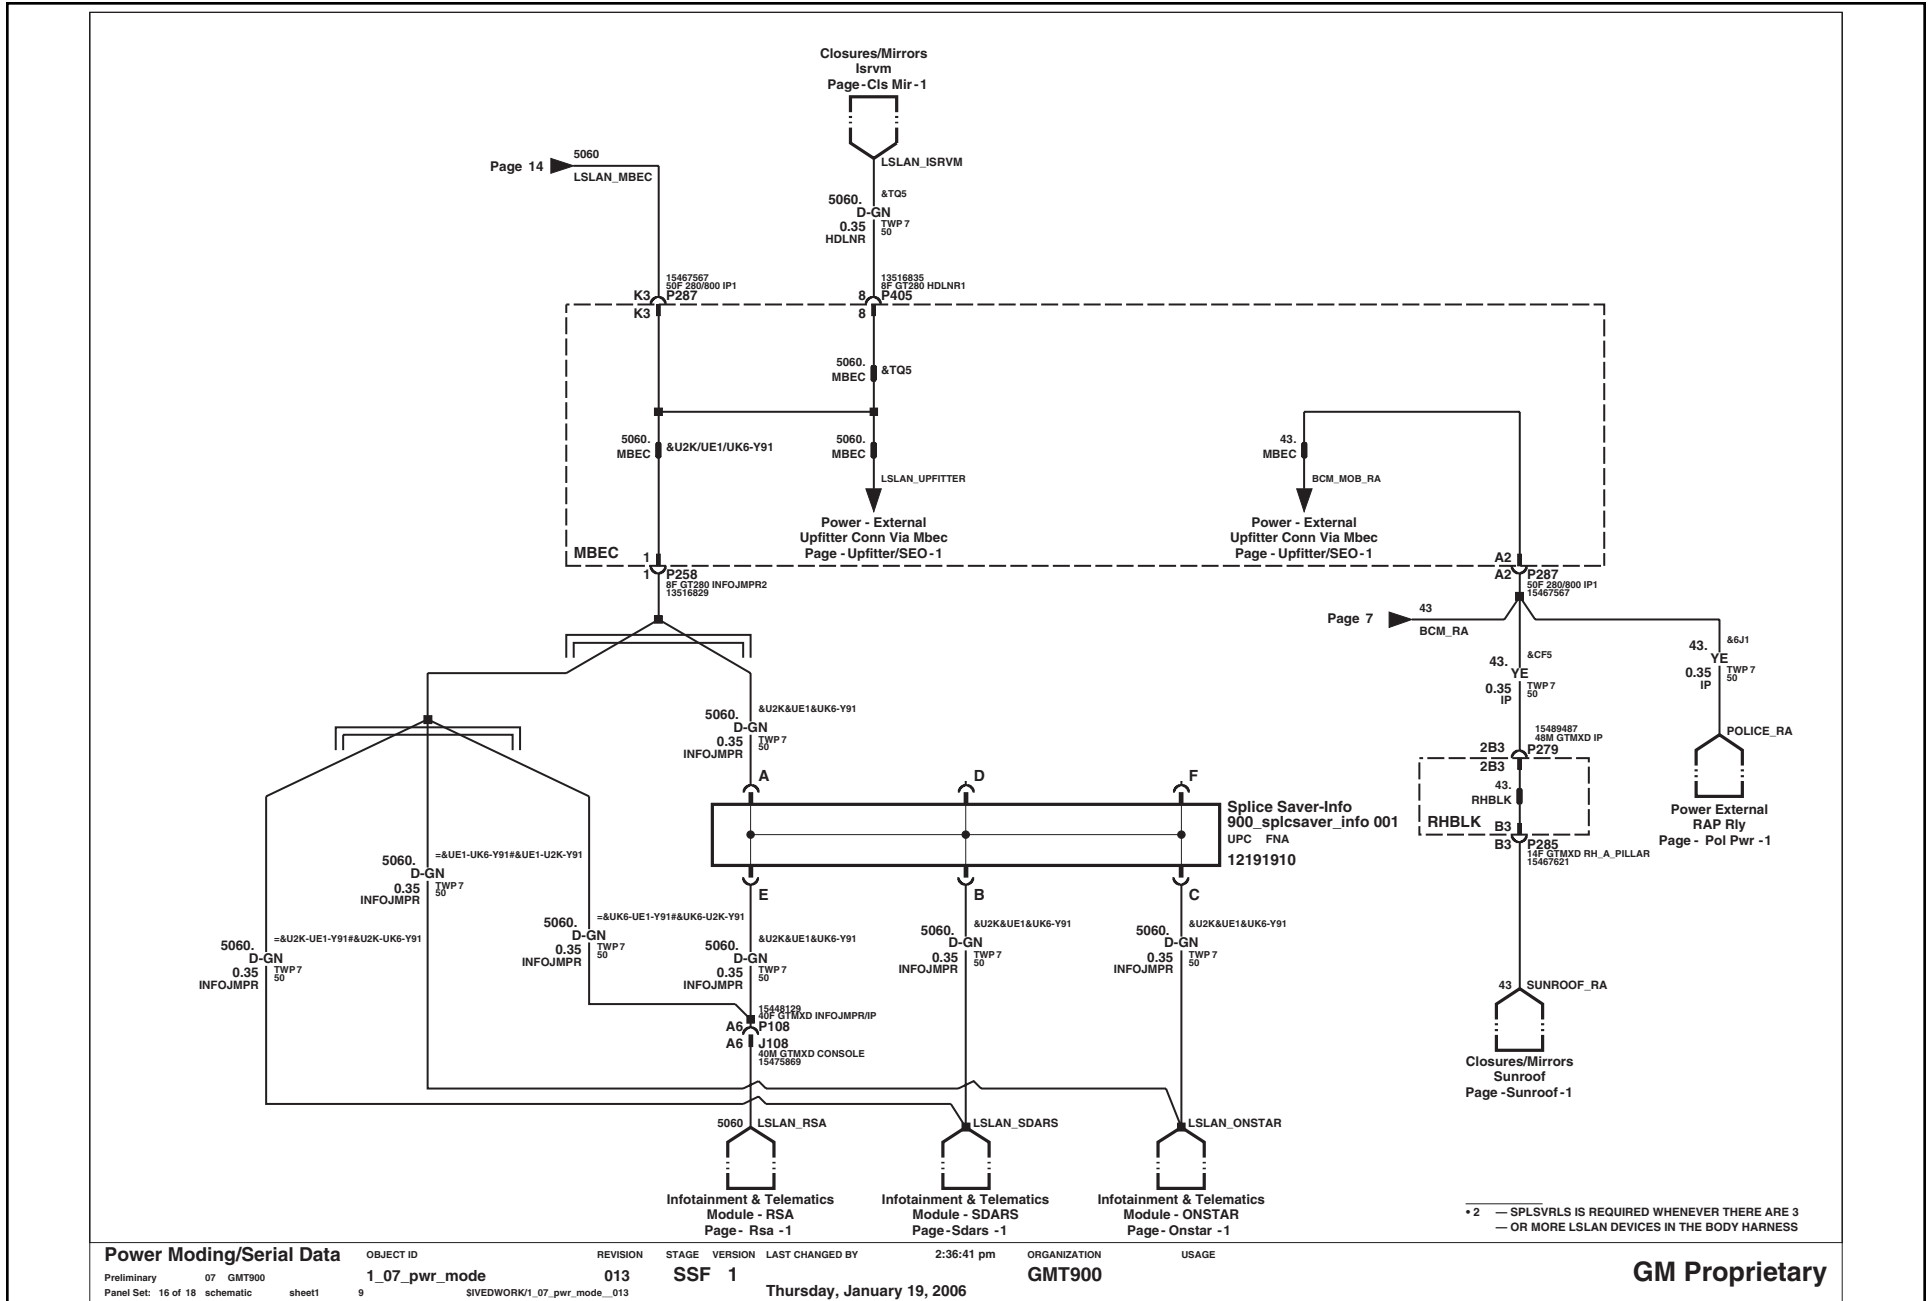 Closures/Mirrors
Isrvm
Page-Cls Mir-1
Page 14
5060
LSLAN_MBEC
LSLAN_ISRVM
&TQ5
5060.
D-GN
0.35
TWP 7
50
HDLNR
15467567
50F 280/800 IP1
K3
P287
K3
13516835
8F GT280 HDLNR1
8
P405
8
5060.
MBEC
&TQ5
5060.
MBEC
&U2K/UE1/UK6-Y91
5060.
MBEC
LSLAN_UPFITTER
Power - External
Upfitter Conn Via Mbec
Page - Upfitter/SEO-1
43.
MBEC
BCM_MOB_RA
Power - External
Upfitter Conn Via Mbec
Page - Upfitter/SEO-1
MBEC
1
1
P258
8F GT280 INFOJMPR2
13516829
A2
A2
P287
50F 280/800 IP1
15467567
Page 7
43
BCM_RA
&CF5
43.
YE
0.35
TWP 7
50
IP
&6J1
43.
YE
0.35
TWP 7
50
IP
POLICE_RA
Power External
RAP Rly
Page - Pol Pwr -1
15489487
48M GTMXD IP
2B3
P279
2B3
43.
RHBLK
RHBLK
B3
B3
P285
14F GTMXD RH_A_PILLAR
15467621
43
SUNROOF_RA
Closures/Mirrors
Sunroof
Page -Sunroof-1
&U2K&UE1&UK6-Y91
5060.
D-GN
0.35
TWP 7
50
INFOJMPR
A
D
F
Splice Saver-Info
900_splcsaver_info 001
UPC FNA
12191910
E
B
C
=&UE1-UK6-Y91#&UE1-U2K-Y91
5060.
D-GN
0.35
TWP 7
50
INFOJMPR
=&U2K-UE1-Y91#&U2K-UK6-Y91
5060.
D-GN
0.35
TWP 7
50
INFOJMPR
=&UK6-UE1-Y91#&UK6-U2K-Y91
5060.
D-GN
0.35
TWP 7
50
INFOJMPR
&U2K&UE1&UK6-Y91
5060.
D-GN
0.35
TWP 7
50
INFOJMPR
&U2K&UE1&UK6-Y91
5060.
D-GN
0.35
TWP 7
50
INFOJMPR
&U2K&UE1&UK6-Y91
5060.
D-GN
0.35
TWP 7
50
INFOJMPR
15448129
40F GTMXD INFOJMPR/IP
A6
P108
A6
J108
40M GTMXD CONSOLE
15475869
5060
LSLAN_RSA
LSLAN_SDARS
LSLAN_ONSTAR
Infotainment & Telematics
Module - RSA
Page- Rsa -1
Infotainment & Telematics
Module - SDARS
Page-Sdars -1
Infotainment & Telematics
Module - ONSTAR
Page- Onstar -1
• 2 — SPLSVRLS IS REQUIRED WHENEVER THERE ARE 3
— OR MORE LSLAN DEVICES IN THE BODY HARNESS
Power Moding/Serial Data
Preliminary 07 GMT900
Panel Set: 16 of 18 schematic sheet1 9
OBJECT ID
1_07_pwr_mode
$IVEDWORK/1_07_pwr_mode__013
REVISION
013
STAGE
SSF
VERSION
1
LAST CHANGED BY
2:36:41 pm
Thursday, January 19, 2006
ORGANIZATION
GMT900
USAGE
GM Proprietary